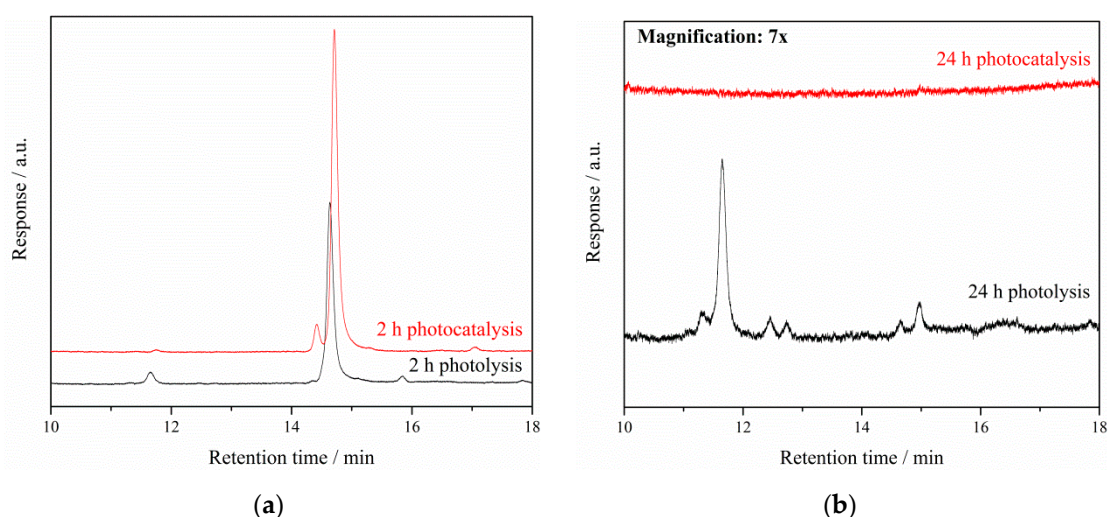 Response / a.u.
2 h photocatalysis
2 h photolysis
10 12 14 16 18
Retention time / min
(a)
Magnification: 7x
24 h photocatalysis
Response / a.u.
24 h photolysis
10 12 14 16 18
Retention time / min
(b)